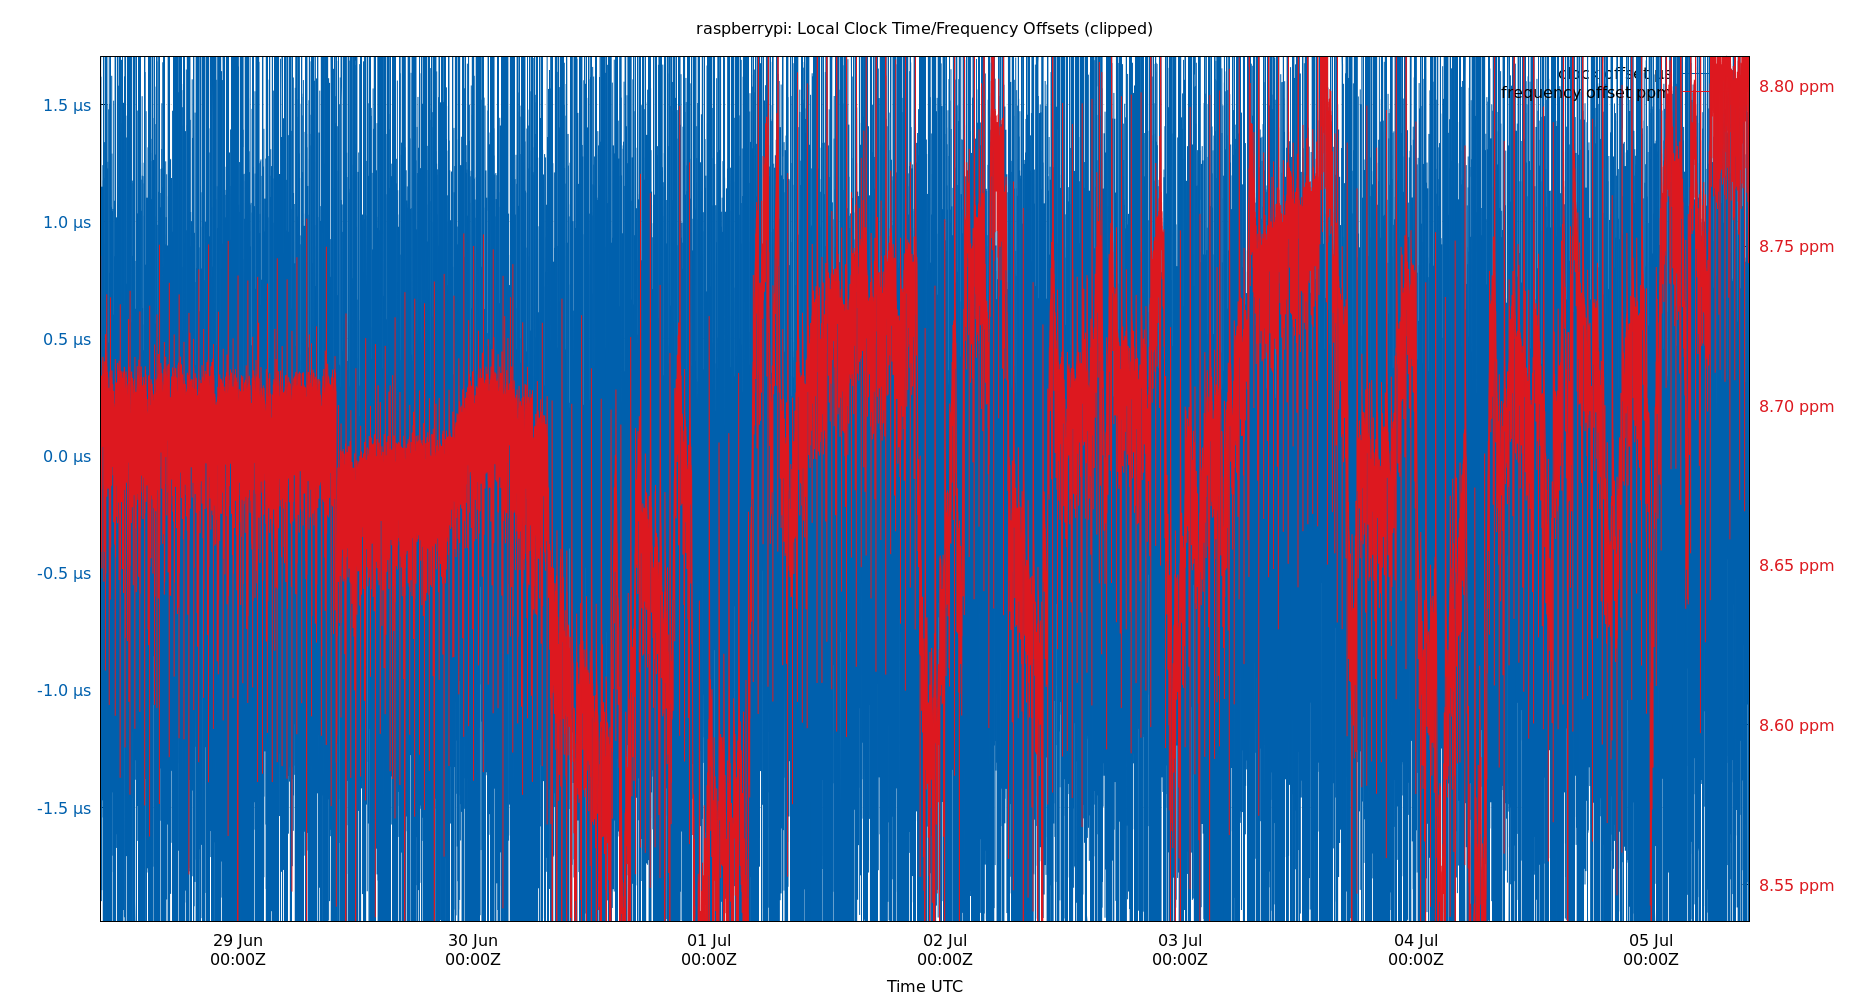 raspberrypi: Local Clock Time/Frequency Offsets (clipped)
clock offset µs
frequency offset ppm
1.5 µs
1.0 µs
0.5 µs
0.0 µs
-0.5 µs
-1.0 µs
-1.5 µs
8.80 ppm
8.75 ppm
8.70 ppm
8.65 ppm
8.60 ppm
8.55 ppm
29 Jun 30 Jun 01 Jul 02 Jul 03 Jul 04 Jul 05 Jul
00:00Z 00:00Z 00:00Z 00:00Z 00:00Z 00:00Z 00:00Z
Time UTC